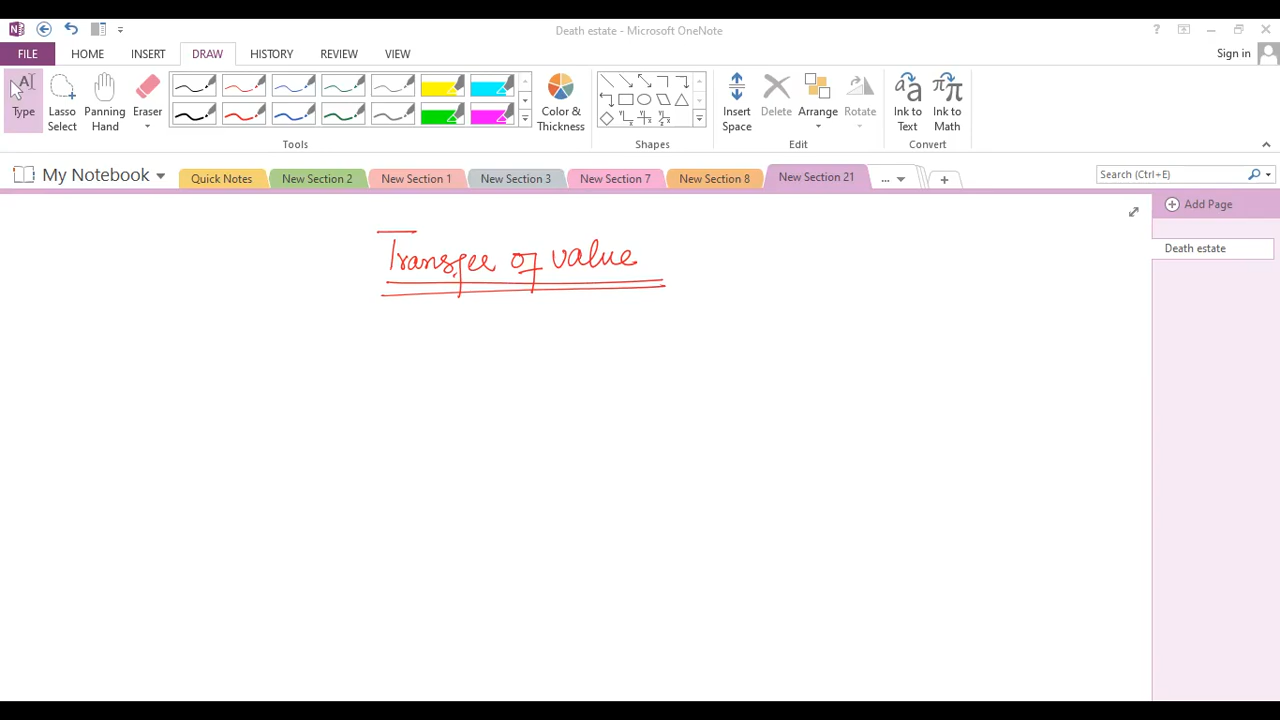 Death estate - Microsoft OneNote
?
Sign in
FILE HOME INSERT DRAW HISTORY REVIEW VIEW
Type
Lasso Select
Panning Hand
Eraser
Color & Thickness
Insert Space
Delete
Arrange
Rotate
Ink to Text
Ink to Math
Tools
Shapes
Edit
Convert
My Notebook
Quick Notes
New Section 2
New Section 1
New Section 3
New Section 7
New Section 8
New Section 21
...
Search (Ctrl+E)
Add Page
Death estate
Transfer of value